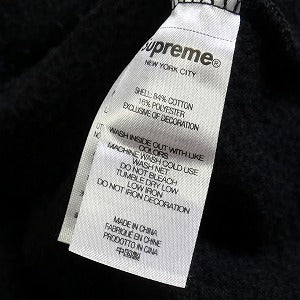 Supreme®
NEW YORK CITY
SHELL: 84% COTTON
16% POLYESTER
EXCLUSIVE OF DECORATION
WASH INSIDE OUT WITH LIKE
COLORS
MACHINE WASH COLD USE
WASH NET
DO NOT BLEACH
TUMBLE DRY LOW
LOW IRON
DO NOT IRON DECORATION
MADE IN CHINA
FABRIQUÉ EN CHINE
PRODOTTO IN CINA
中国製